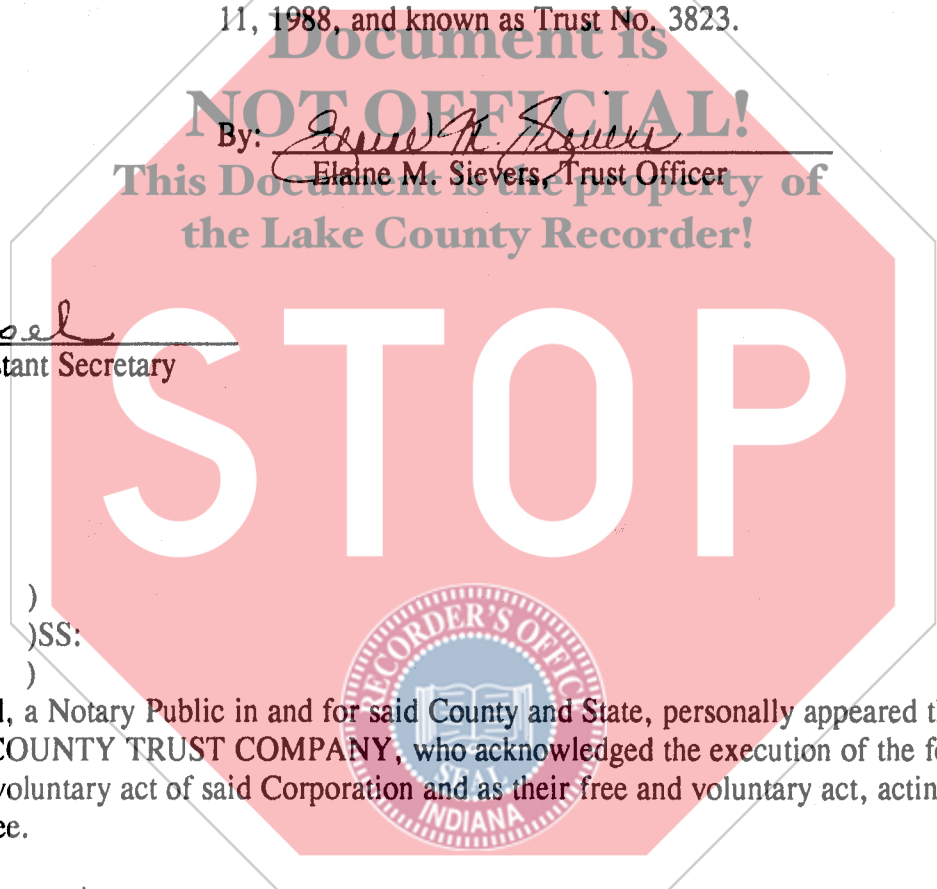 11, 1988, and known as Trust No. 3823.
Document is
NOT OFFICIAL!
By: Elaine M. Sievers
Elaine M. Sievers, Trust Officer
This Document is the property of
the Lake County Recorder!
sel
tant Secretary
STOP
)
)SS:
)
RECORDER'S OFFICE
, a Notary Public in and for said County and State, personally appeared t
COUNTY TRUST COMPANY, who acknowledged the execution of the f
voluntary act of said Corporation and as their free and voluntary act, actin
ee.
SEAL
INDIANA